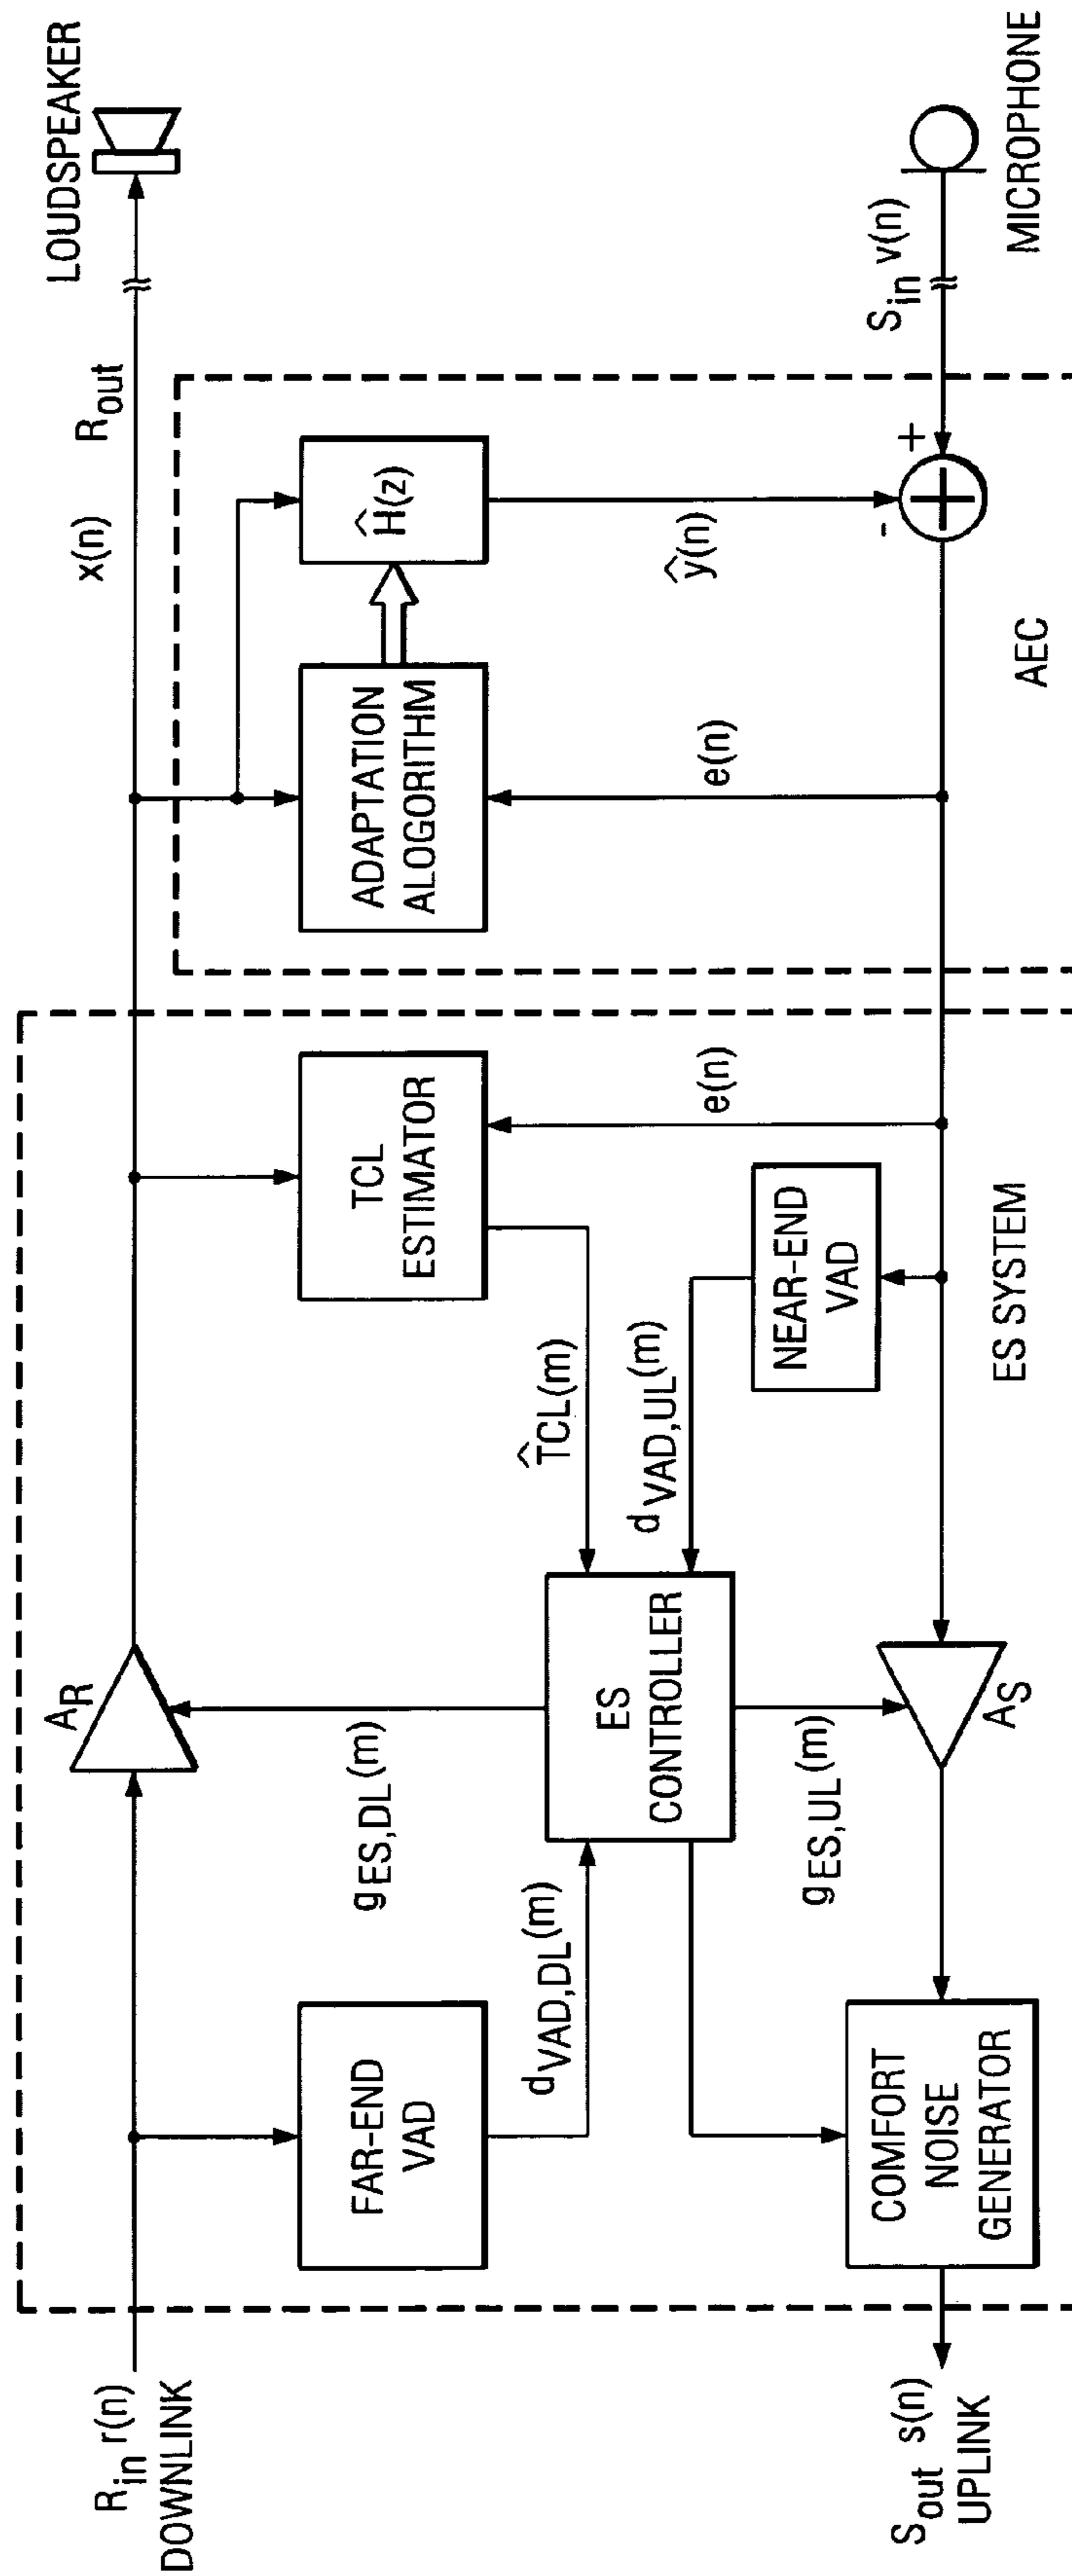 LOUDSPEAKER
x(n)
R_out
A_R
R_in r(n)
DOWNLINK
FAR-END
VAD
d_VAD,DL(m)
g_ES,DL(m)
ES
CONTROLLER
T̂CL(m)
TCL
ESTIMATOR
e(n)
d_VAD,UL(m)
NEAR-END
VAD
ADAPTATION
ALOGORITHM
Ĥ(z)
ŷ(n)
e(n)
+
-
S_in v(n)
MICROPHONE
AEC
ES SYSTEM
g_ES,UL(m)
A_S
COMFORT
NOISE
GENERATOR
S_out s(n)
UPLINK